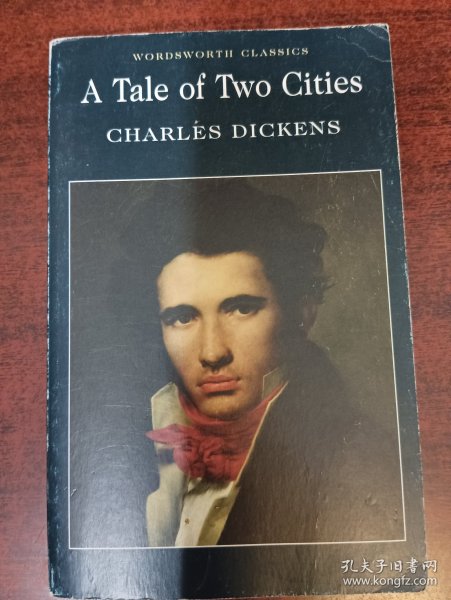 WORDSWORTH CLASSICS
A Tale of Two Cities
CHARLES DICKENS
孔夫子旧书网
www.kongfz.com